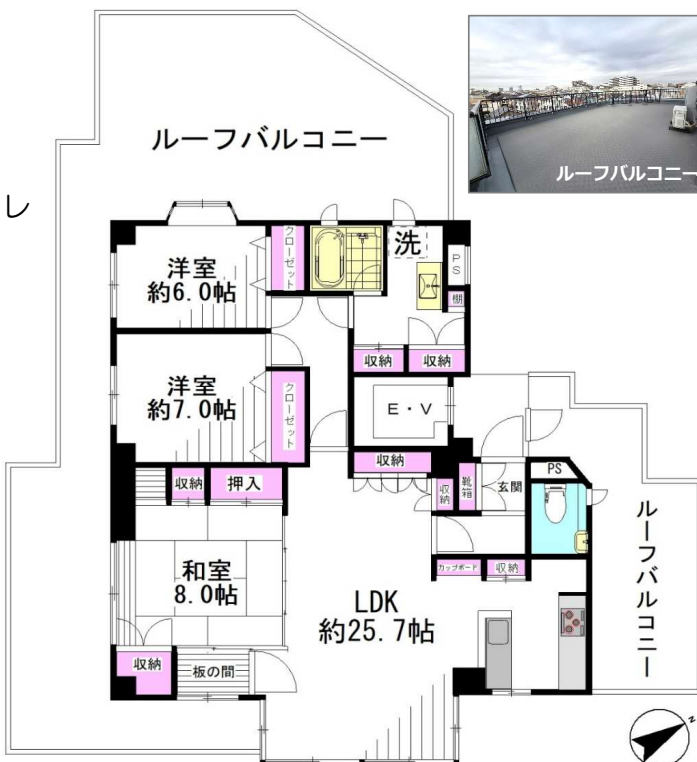 ルーフバルコニー
ルーフバルコニー
レ
洋室
約6.0帖
クローゼット
洗
PS
棚
収納
収納
洋室
約7.0帖
クローゼット
E・V
収納
収納
靴箱
玄関
PS
収納
押入
和室
8.0帖
LDK
約25.7帖
カップボード
収納
ルーフバルコニー
収納
板の間
N